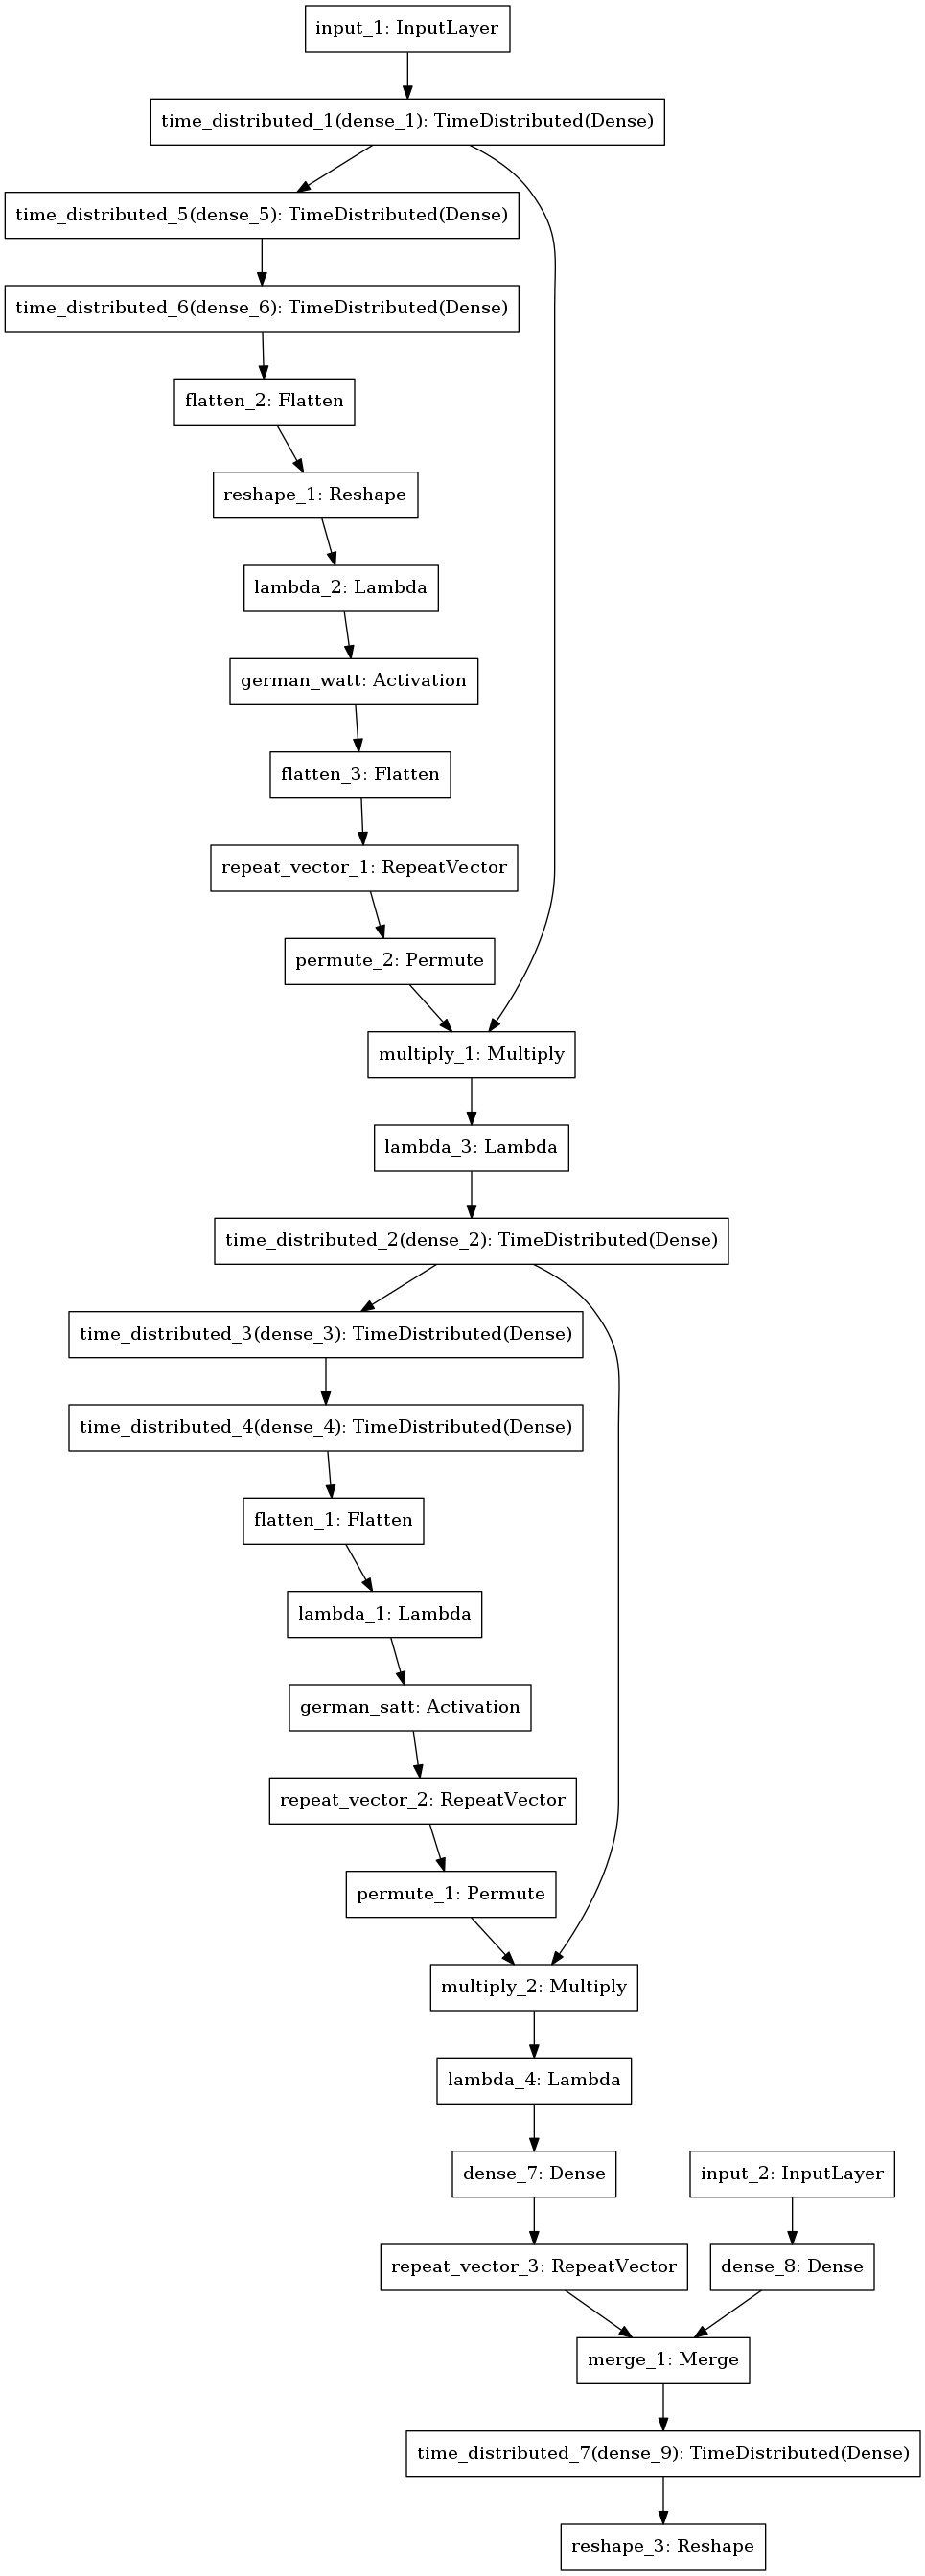 input_1: InputLayer
time_distributed_1(dense_1): TimeDistributed(Dense)
time_distributed_5(dense_5): TimeDistributed(Dense)
time_distributed_6(dense_6): TimeDistributed(Dense)
flatten_2: Flatten
reshape_1: Reshape
lambda_2: Lambda
german_watt: Activation
flatten_3: Flatten
repeat_vector_1: RepeatVector
permute_2: Permute
multiply_1: Multiply
lambda_3: Lambda
time_distributed_2(dense_2): TimeDistributed(Dense)
time_distributed_3(dense_3): TimeDistributed(Dense)
time_distributed_4(dense_4): TimeDistributed(Dense)
flatten_1: Flatten
lambda_1: Lambda
german_satt: Activation
repeat_vector_2: RepeatVector
permute_1: Permute
multiply_2: Multiply
lambda_4: Lambda
dense_7: Dense
input_2: InputLayer
repeat_vector_3: RepeatVector
dense_8: Dense
merge_1: Merge
time_distributed_7(dense_9): TimeDistributed(Dense)
reshape_3: Reshape